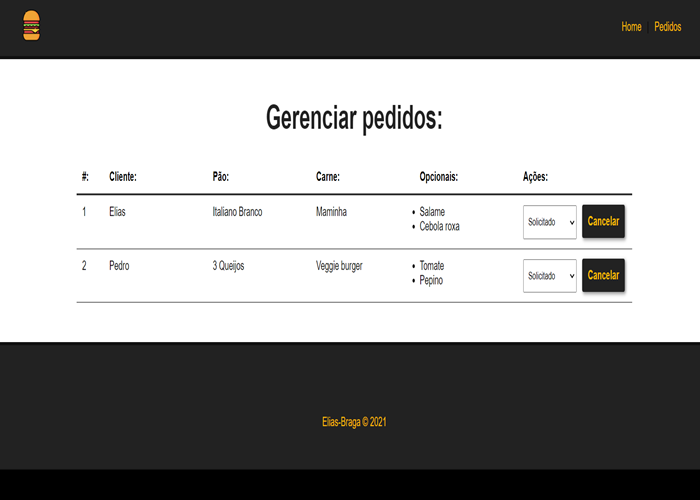 Home Pedidos
Gerenciar pedidos:
#: Cliente: Pão: Carne: Opcionais: Ações:
1 Elias Italiano Branco Maminha • Salame Solicitado Cancelar
• Cebola roxa
2 Pedro 3 Queijos Veggie burger • Tomate Solicitado Cancelar
• Pepino
Elias-Braga © 2021